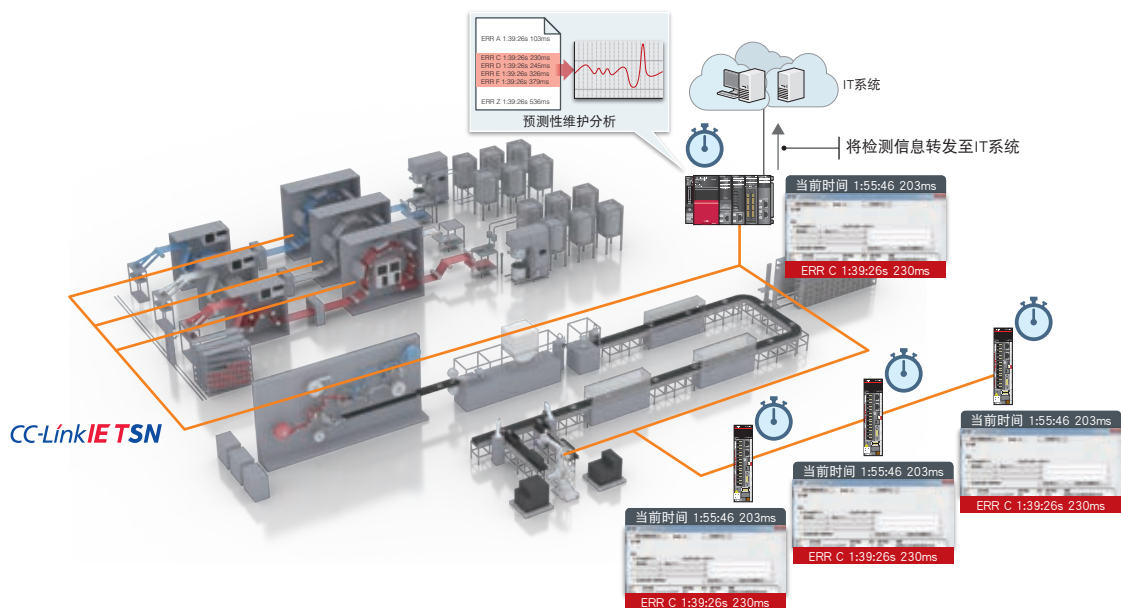 ERR A 1:39:26s 103ms
ERR C 1:39:26s 230ms
ERR D 1:39:26s 245ms
ERR E 1:39:26s 326ms
ERR F 1:39:26s 379ms
ERR Z 1:39:26s 536ms
预测性维护分析
IT系统
将检测信息转发至IT系统
当前时间 1:55:46 203ms
ERR C 1:39:26s 230ms
CC-Link IE TSN
当前时间 1:55:46 203ms
ERR C 1:39:26s 230ms
当前时间 1:55:46 203ms
ERR C 1:39:26s 230ms
当前时间 1:55:46 203ms
ERR C 1:39:26s 230ms